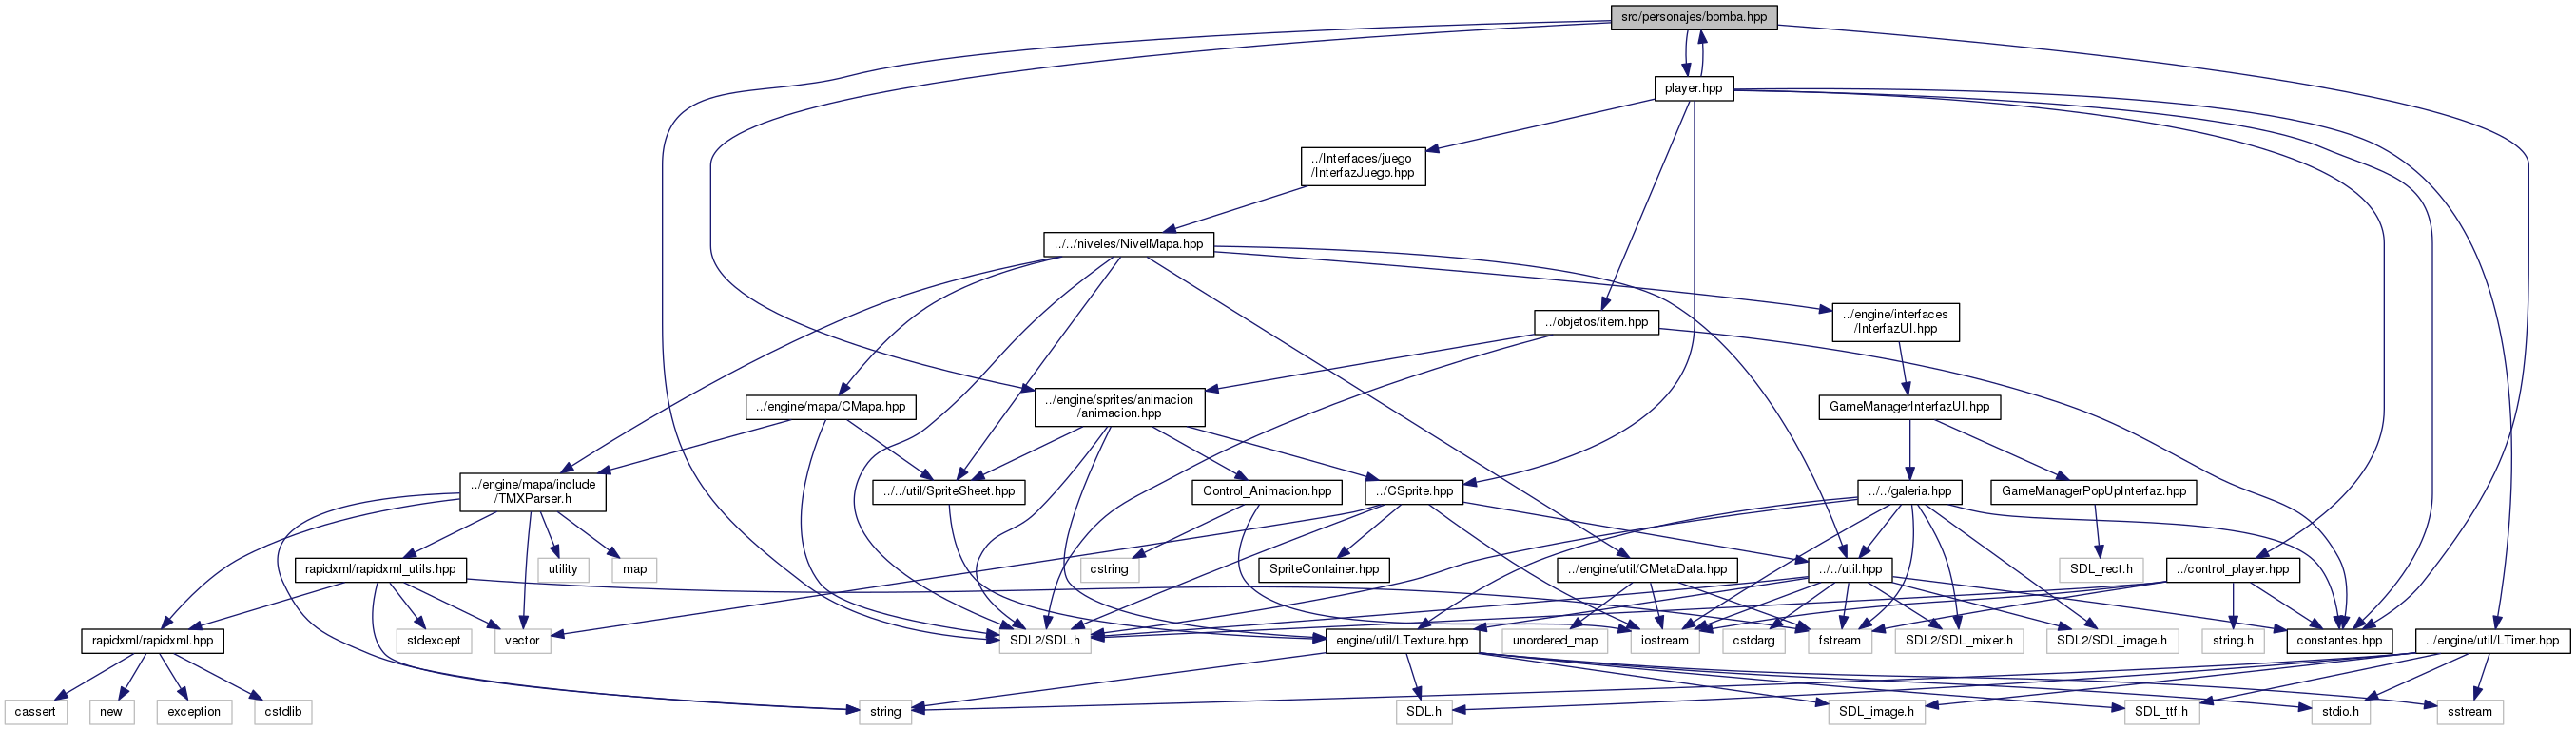 src/personajes/bomba.hpp
player.hpp
../Interfaces/juego
/InterfazJuego.hpp
../../niveles/NivelMapa.hpp
../objetos/item.hpp
../engine/interfaces
/InterfazUI.hpp
../engine/mapa/CMapa.hpp
../engine/sprites/animacion
/animacion.hpp
GameManagerInterfazUI.hpp
../engine/mapa/include
/TMXParser.h
../../util/SpriteSheet.hpp
Control_Animacion.hpp
../CSprite.hpp
../../galeria.hpp
GameManagerPopUpInterfaz.hpp
rapidxml/rapidxml_utils.hpp
utility
map
cstring
SpriteContainer.hpp
../engine/util/CMetaData.hpp
../../util.hpp
SDL_rect.h
../control_player.hpp
rapidxml/rapidxml.hpp
stdexcept
vector
SDL2/SDL.h
engine/util/LTexture.hpp
unordered_map
iostream
cstdarg
fstream
SDL2/SDL_mixer.h
SDL2/SDL_image.h
string.h
constantes.hpp
../engine/util/LTimer.hpp
cassert
new
exception
cstdlib
string
SDL.h
SDL_image.h
SDL_ttf.h
stdio.h
sstream